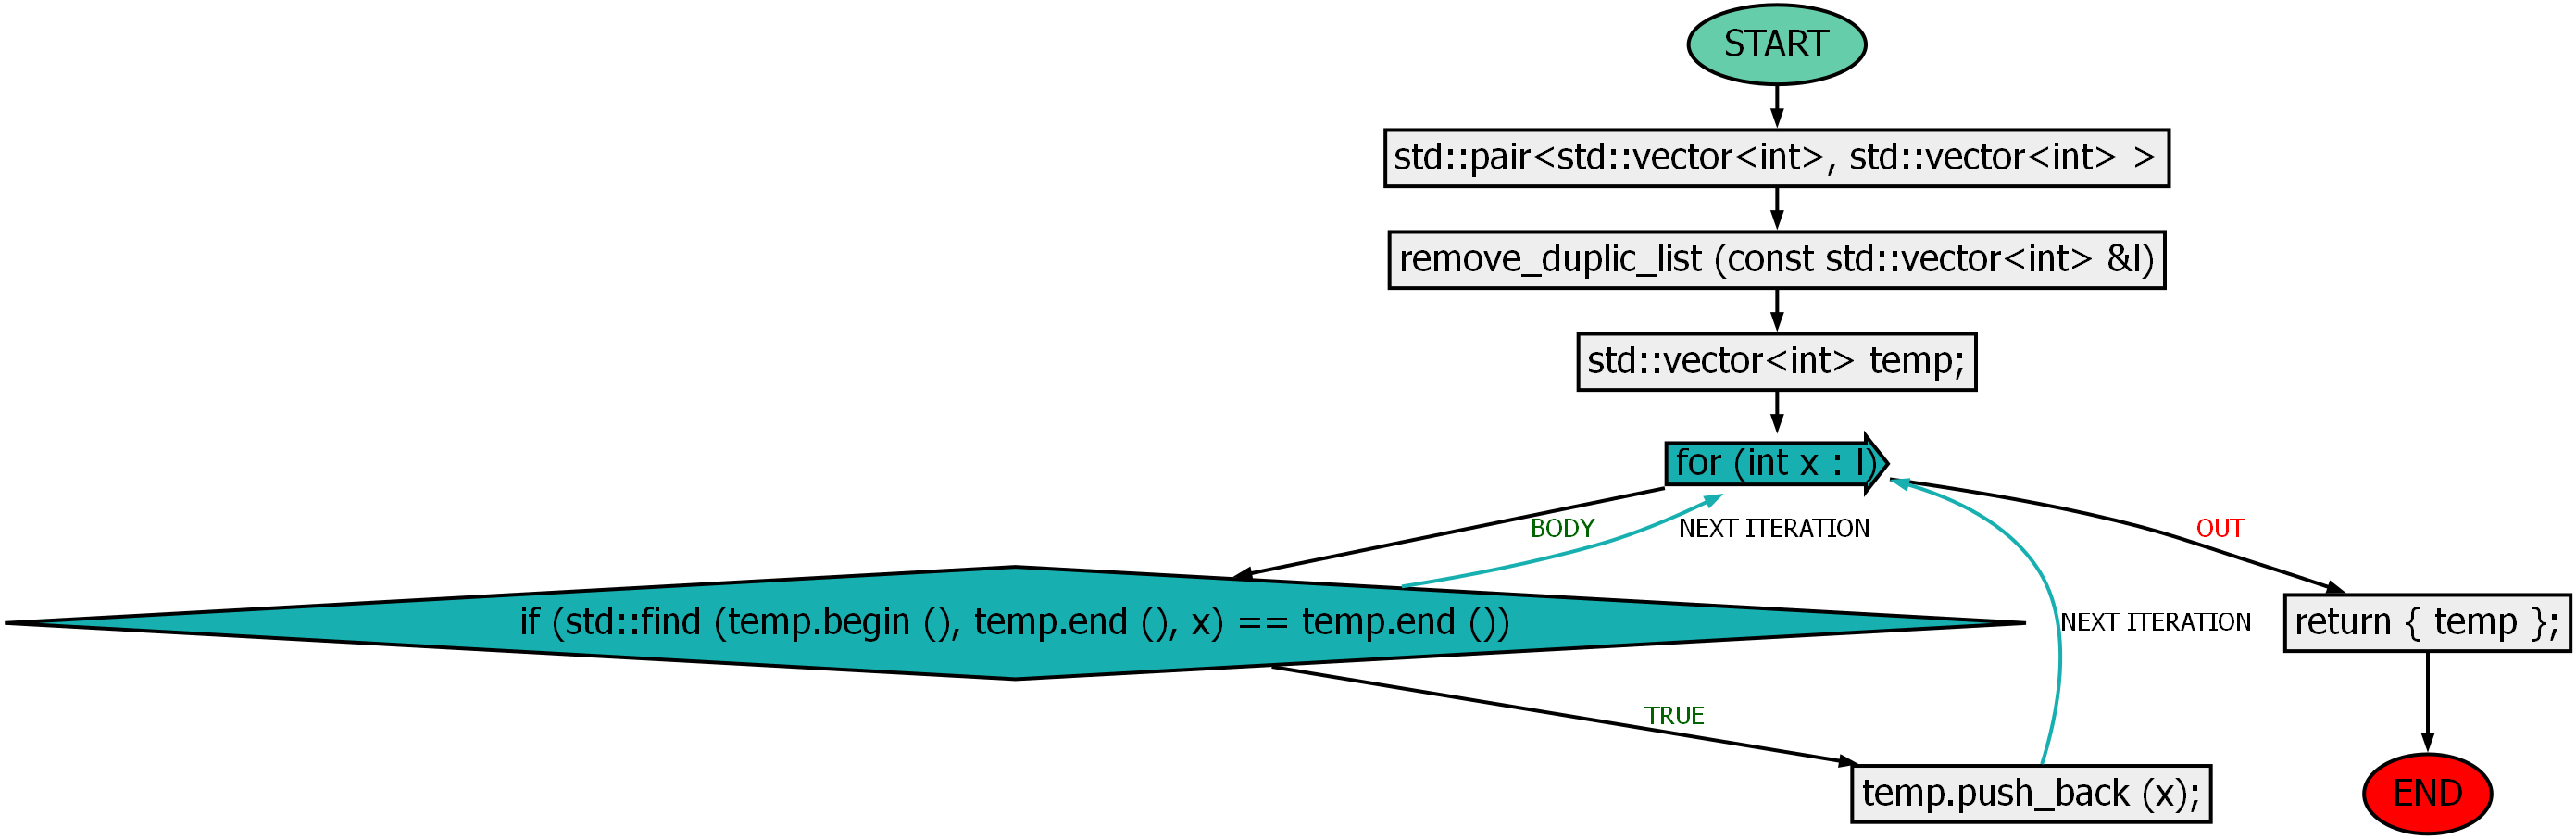 START
std::pair<std::vector<int>, std::vector<int> >
remove_duplic_list (const std::vector<int> &l)
std::vector<int> temp;
for (int x : l)
BODY
NEXT ITERATION
OUT
if (std::find (temp.begin (), temp.end (), x) == temp.end ())
NEXT ITERATION
return { temp };
TRUE
temp.push_back (x);
END